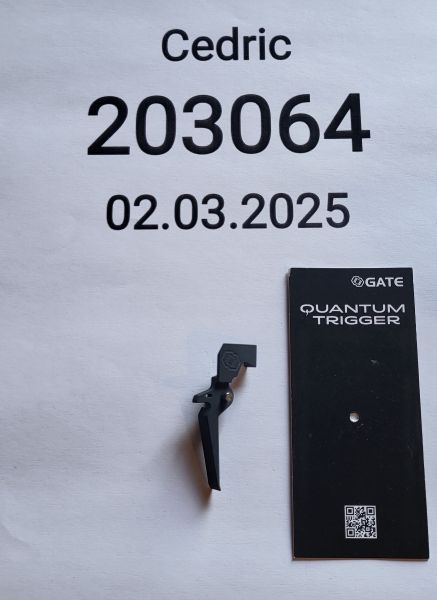 Cedric
203064
02.03.2025
GATE
QUANTUM
TRIGGER